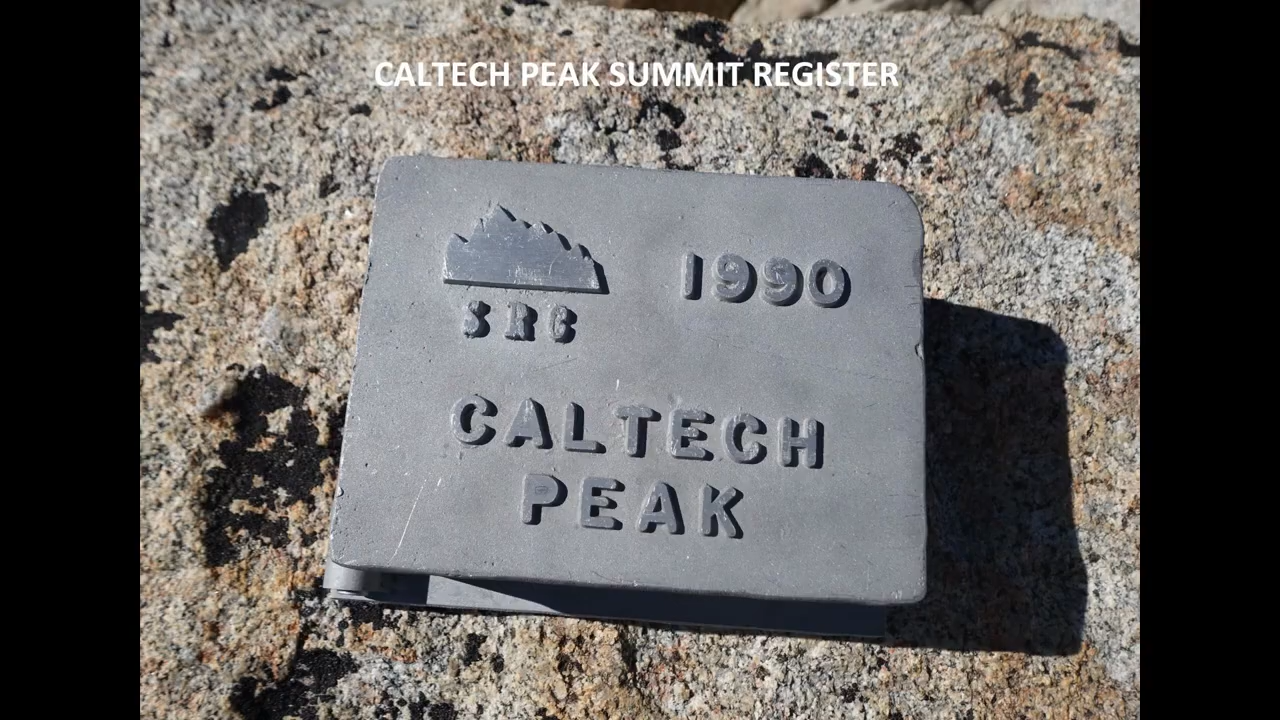 CALTECH PEAK SUMMIT REGISTER
1990
SRC
CALTECH
PEAK